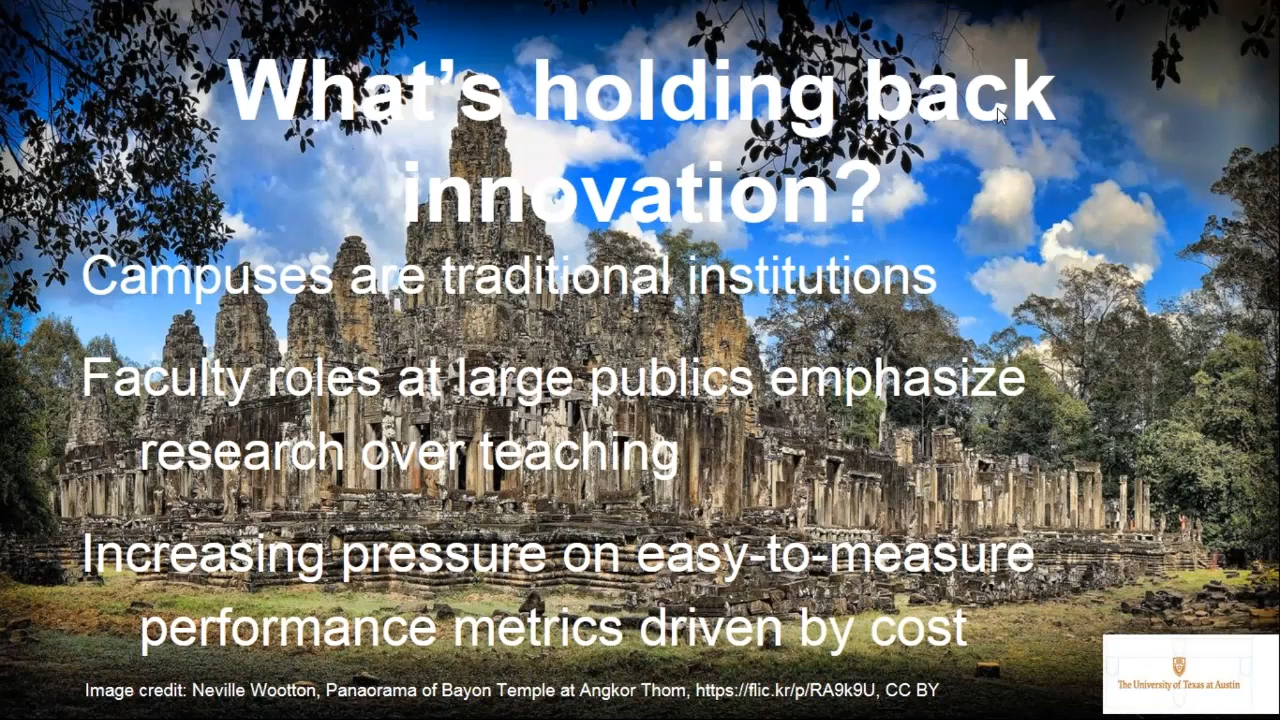 What’s holding back
innovation?
Campuses are traditional institutions
Faculty roles at large publics emphasize
research over teaching
Increasing pressure on easy-to-measure
performance metrics driven by cost
Image credit: Neville Wootton, Panaorama of Bayon Temple at Angkor Thom, https://flic.kr/p/RA9k9U, CC BY
The University of Texas at Austin